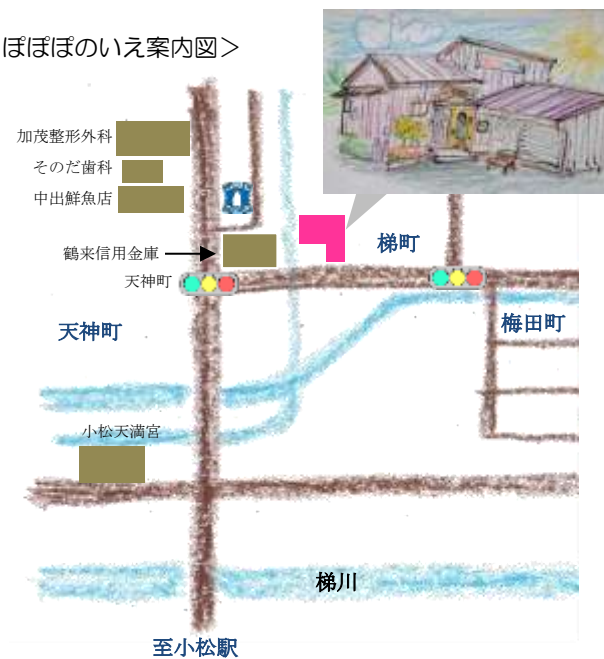 ぽぽぽのいえ案内図＞
加茂整形外科
そのだ歯科
中出鮮魚店
鶴来信用金庫
梯町
天神町
天神町
梅田町
小松天満宮
梯川
至小松駅